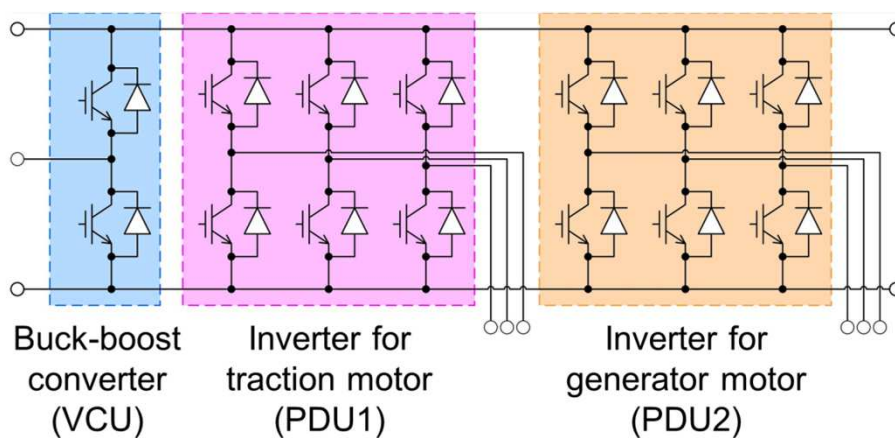 Buck-boost
converter
(VCU)
Inverter for
traction motor
(PDU1)
Inverter for
generator motor
(PDU2)